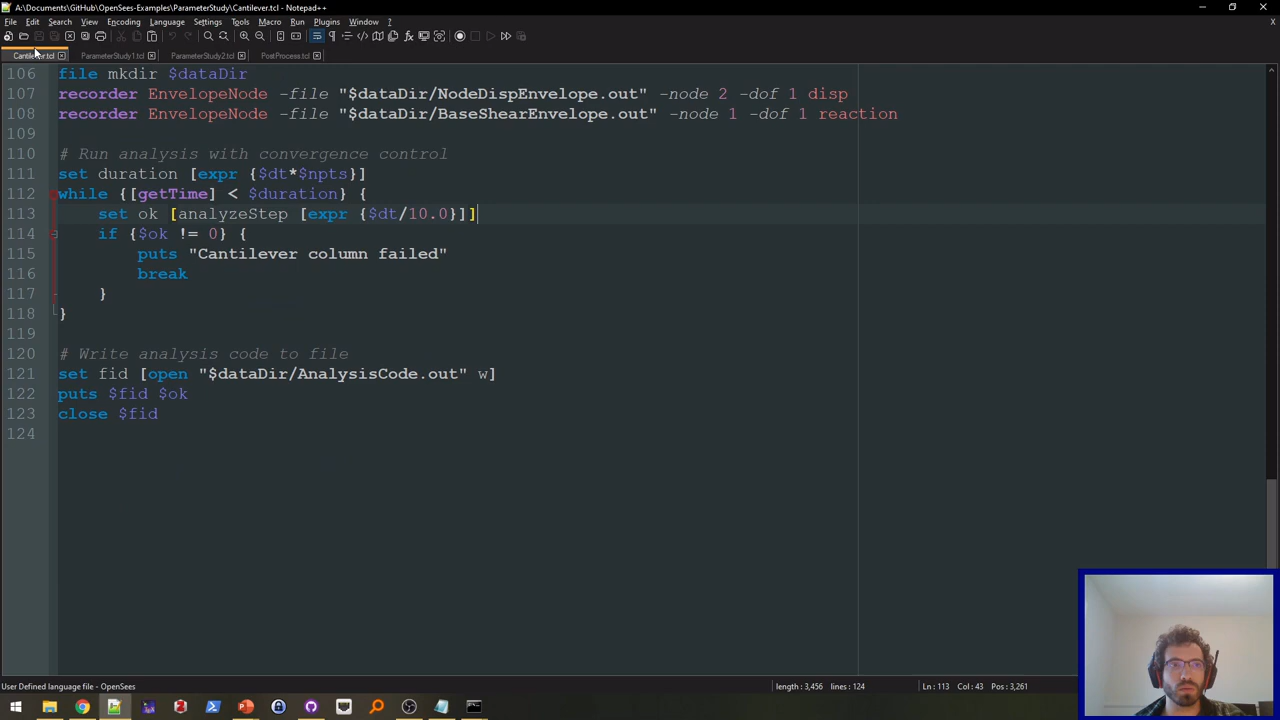 A:\Documents\GitHub\OpenSees-Examples\ParameterStudy\Cantilever.tcl - Notepad++
File Edit Search View Encoding Language Settings Tools Macro Run Plugins Window ?
Cantilever.tcl ParameterStudy1.tcl ParameterStudy2.tcl PostProcess.tcl
106 file mkdir $dataDir
107 recorder EnvelopeNode -file "$dataDir/NodeDispEnvelope.out" -node 2 -dof 1 disp
108 recorder EnvelopeNode -file "$dataDir/BaseShearEnvelope.out" -node 1 -dof 1 reaction
109
110 # Run analysis with convergence control
111 set duration [expr {$dt*$npts}]
112 while {[getTime] < $duration} {
113 set ok [analyzeStep [expr {$dt/10.0}]]
114 if {$ok != 0} {
115 puts "Cantilever column failed"
116 break
117 }
118 }
119
120 # Write analysis code to file
121 set fid [open "$dataDir/AnalysisCode.out" w]
122 puts $fid $ok
123 close $fid
124
User Defined language file - OpenSees length : 3,456 lines : 124 Ln : 113 Col : 43 Pos : 3,261